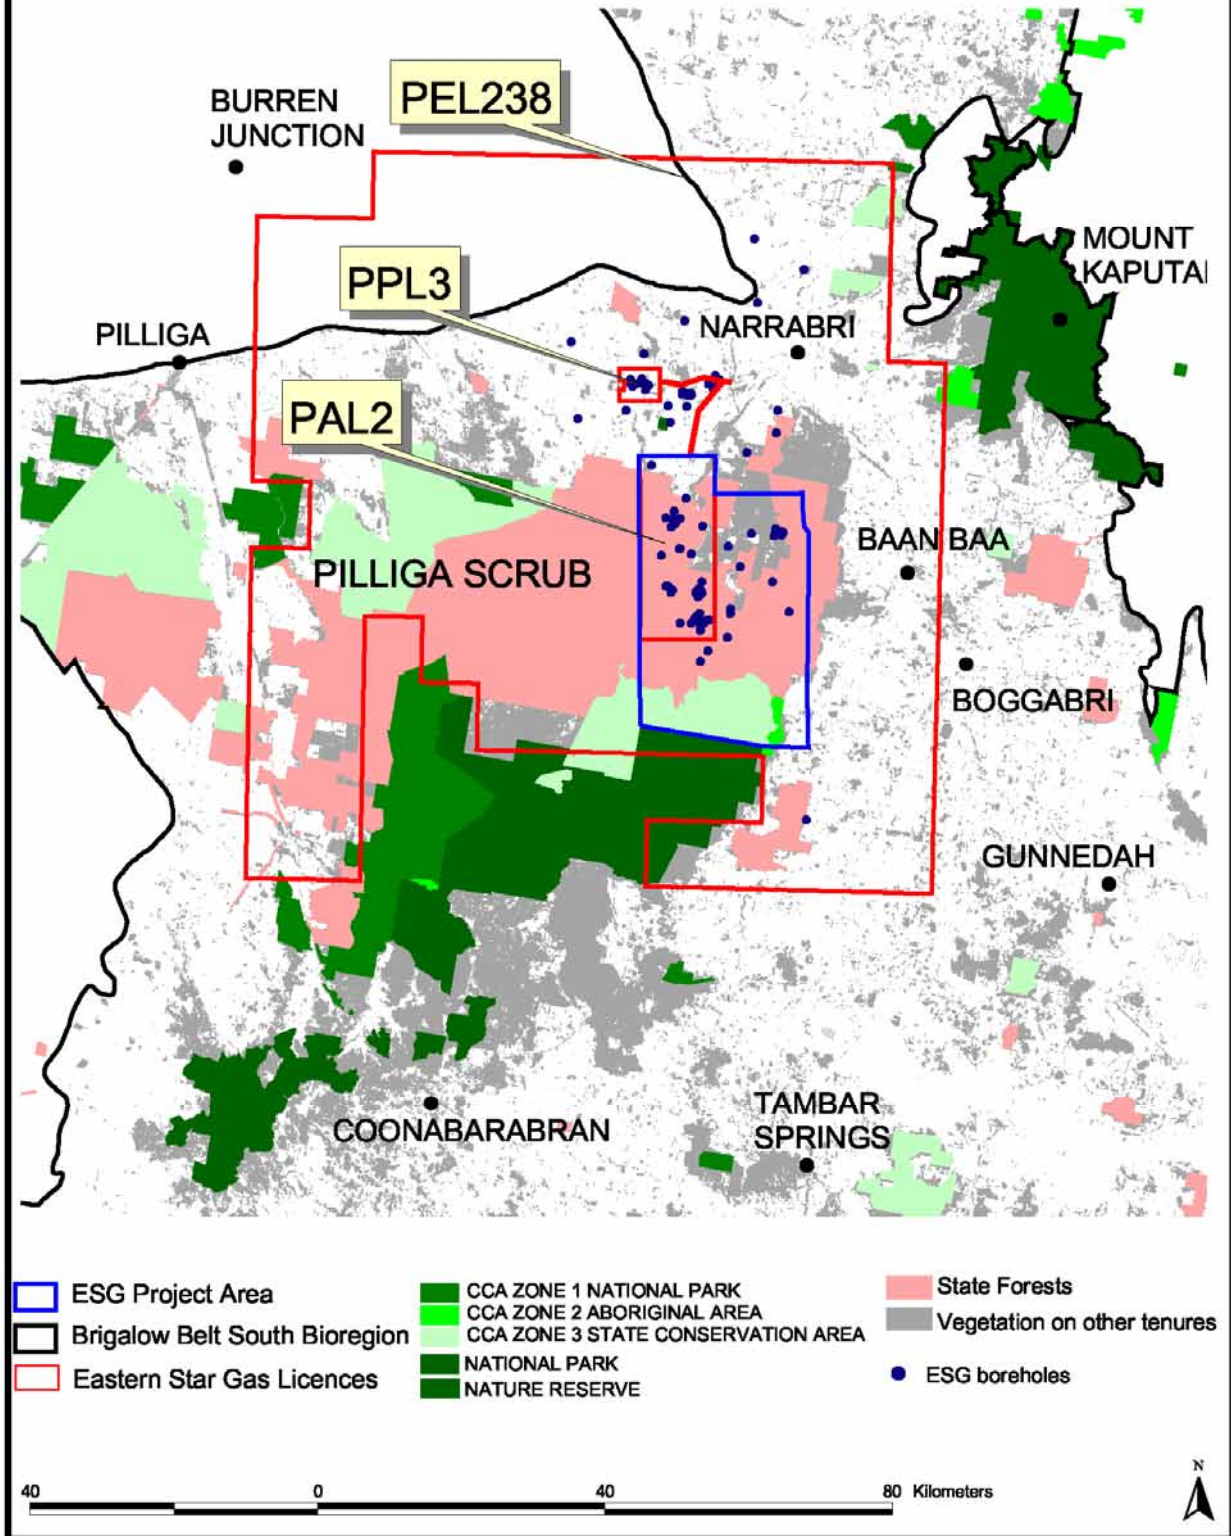 PEL238
BURREN
JUNCTION
MOUNT
KAPUTAI
PPL3
NARRABRI
PILLIGA
PAL2
BAAN BAA
PILLIGA SCRUB
BOGGABRI
GUNNEDAH
TAMBAR
SPRINGS
COONABARABRAN
ESG Project Area
Brigalow Belt South Bioregion
Eastern Star Gas Licences
CCA ZONE 1 NATIONAL PARK
CCA ZONE 2 ABORIGINAL AREA
CCA ZONE 3 STATE CONSERVATION AREA
NATIONAL PARK
NATURE RESERVE
State Forests
Vegetation on other tenures
ESG boreholes
40 0 40 80 Kilometers
N